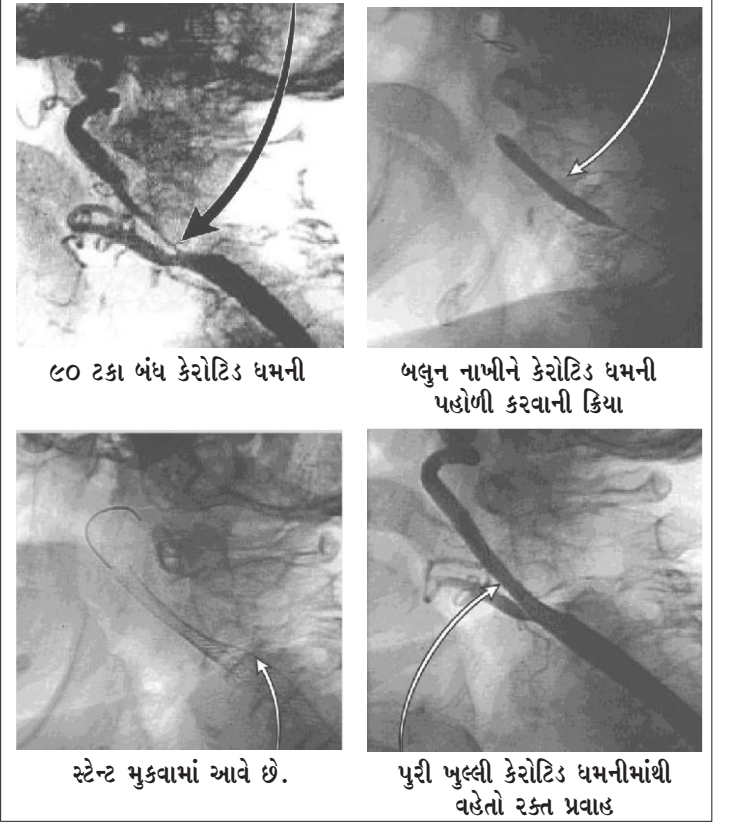 ૯૦ ટકા બંધ કેરોટિડ ધમની
બલુન નાખીને કેરોટિડ ધમની
પહોળી કરવાની ક્રિયા
સ્ટેન્ટ મુકવામાં આવે છે.
પુરી ખુલ્લી કેરોટિડ ધમનીમાંથી
વહેતો રક્ત પ્રવાહ